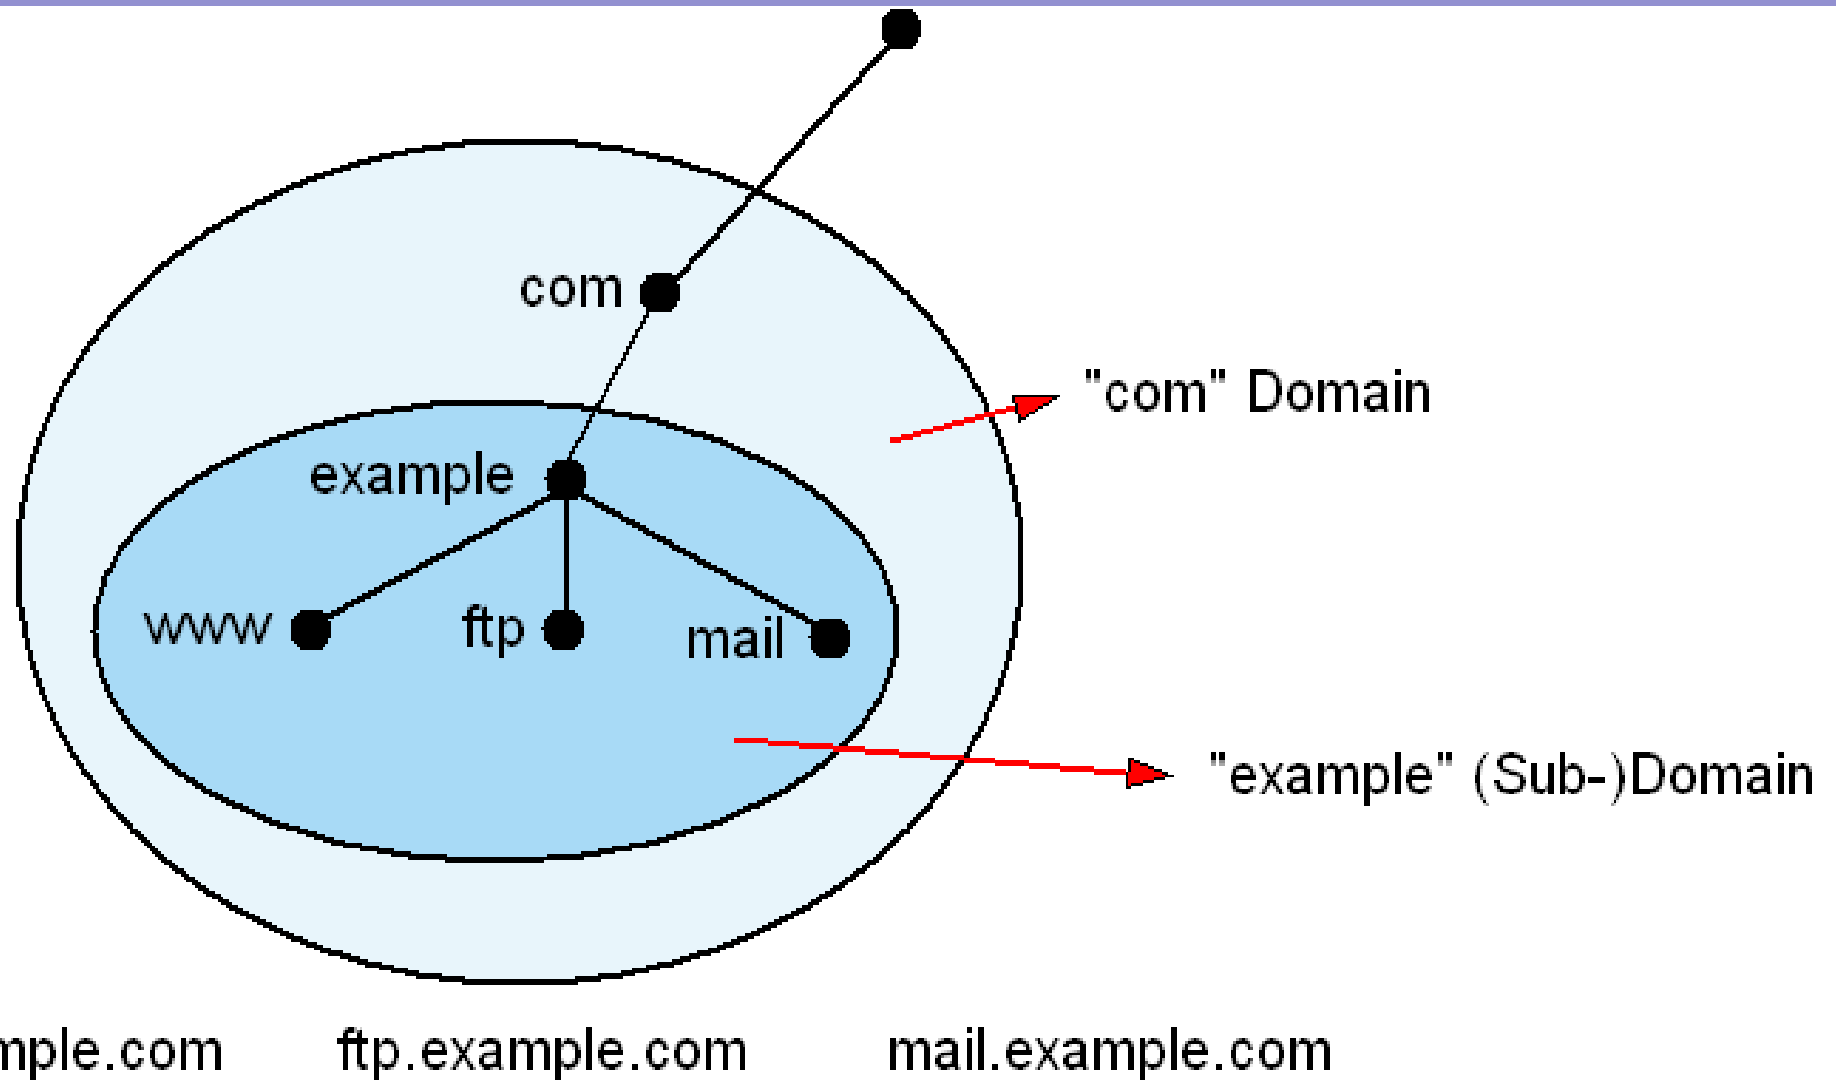 com
"com" Domain
example
www ftp mail
"example" (Sub-)Domain
mple.com ftp.example.com mail.example.com